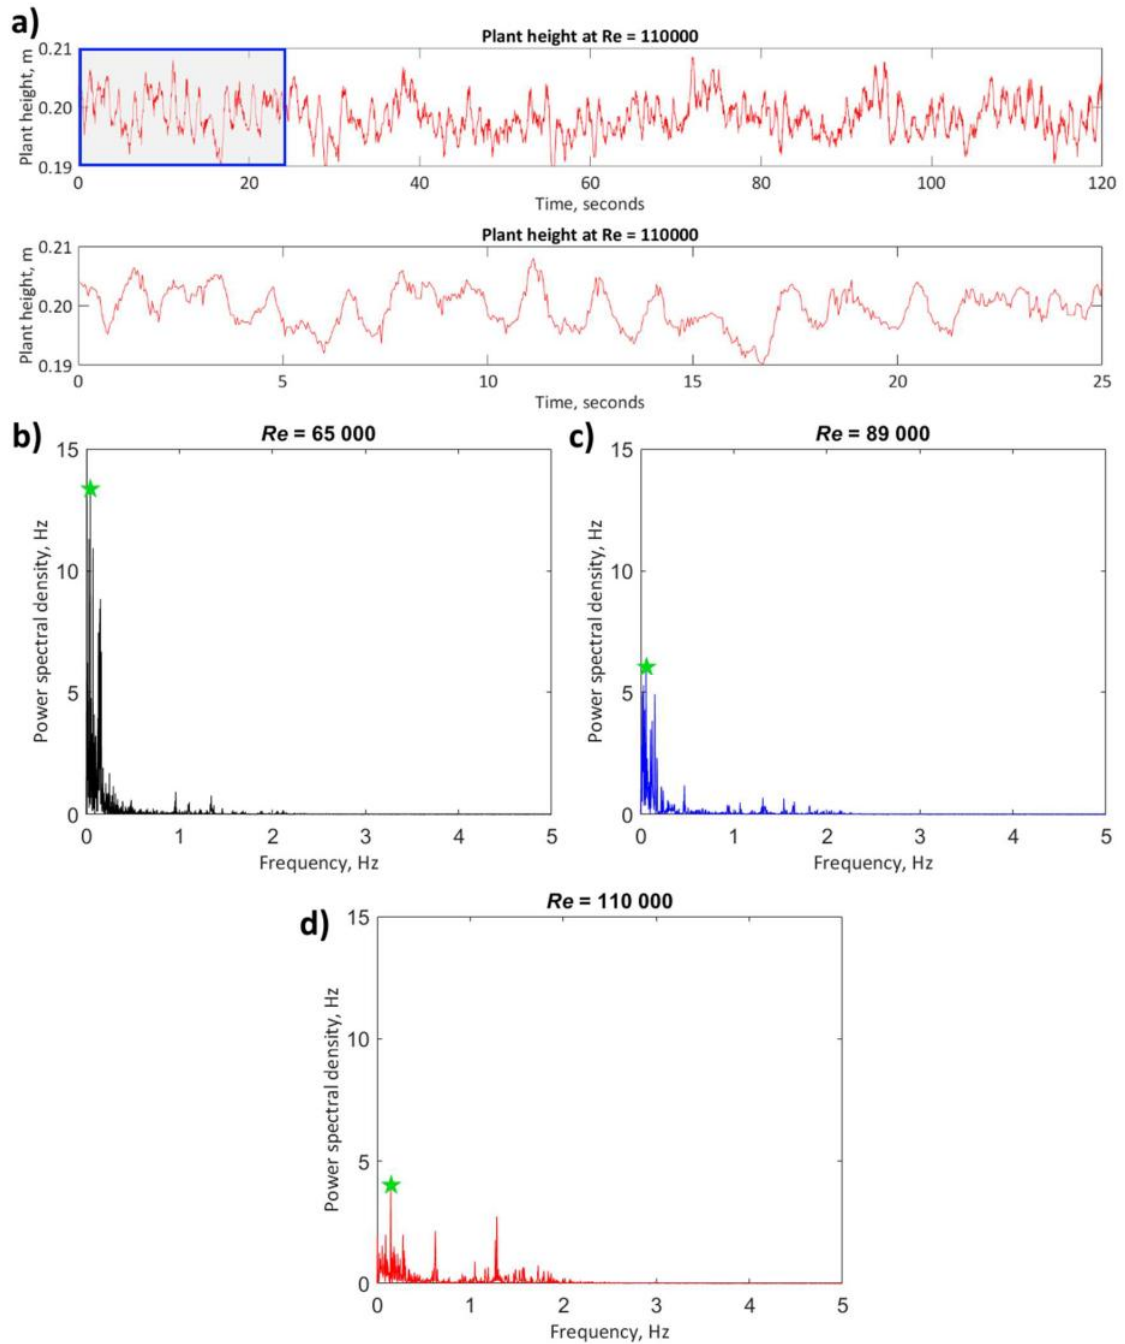 a)
Plant height at Re = 110000
Plant height, m
0.21
0.20
0.19
0 20 40 60 80 100 120
Time, seconds
Plant height at Re = 110000
Plant height, m
0.21
0.20
0.19
0 5 10 15 20 25
Time, seconds
b)
Re = 65 000
Power spectral density, Hz
15
10
5
0
0 1 2 3 4 5
Frequency, Hz
c)
Re = 89 000
Power spectral density, Hz
15
10
5
0
0 1 2 3 4 5
Frequency, Hz
d)
Re = 110 000
Power spectral density, Hz
15
10
5
0
0 1 2 3 4 5
Frequency, Hz